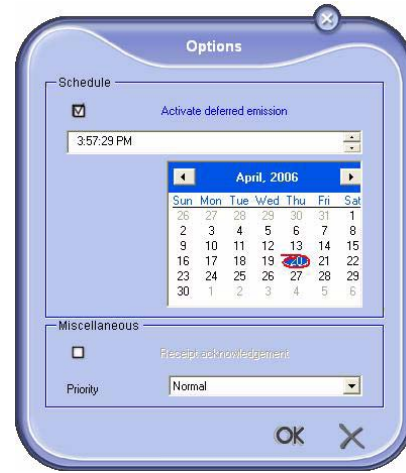 Options
Schedule
Activate deferred emission
3:57:29 PM
April, 2006
Sun Mon Tue Wed Thu Fri Sat
26 27 28 29 30 31 1
2 3 4 5 6 7 8
9 10 11 12 13 14 15
16 17 18 19 20 21 22
23 24 25 26 27 28 29
30 1 2 3 4 5 6
Miscellaneous
Receipt acknowledgement
Priority Normal
OK